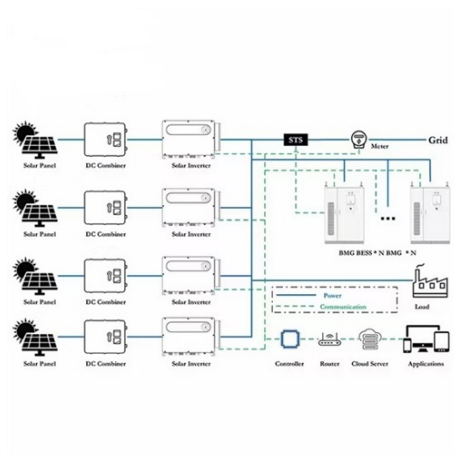 STS
Meter
Grid
Solar Panel
DC Combiner
Solar Inverter
Solar Panel
DC Combiner
Solar Inverter
BMG BESS * N BMG * N
Solar Panel
DC Combiner
Solar Inverter
Power
Communication
Load
Solar Panel
DC Combiner
Solar Inverter
Controller
Router
Cloud Server
Applications